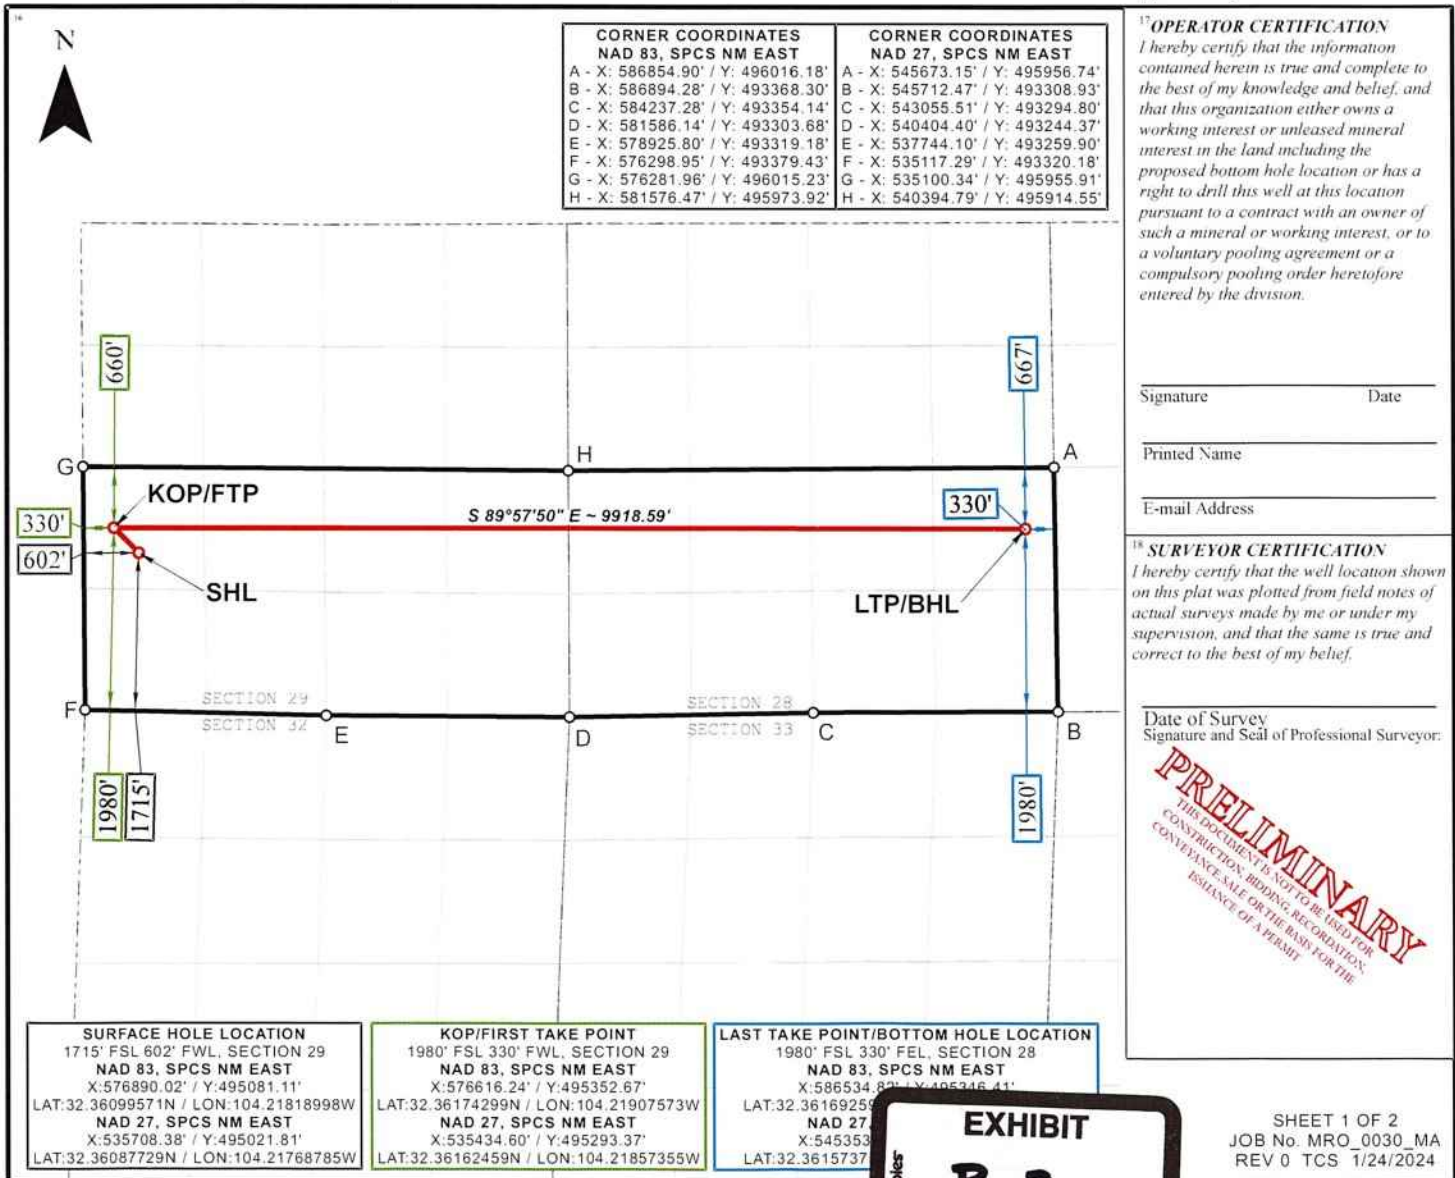 16
N
CORNER COORDINATES
NAD 83, SPCS NM EAST
A - X: 586854.90' / Y: 496016.18'
B - X: 586894.28' / Y: 493368.30'
C - X: 584237.28' / Y: 493354.14'
D - X: 581586.14' / Y: 493303.68'
E - X: 578925.80' / Y: 493319.18'
F - X: 576298.95' / Y: 493379.43'
G - X: 576281.96' / Y: 496015.23'
H - X: 581576.47' / Y: 495973.92'
CORNER COORDINATES
NAD 27, SPCS NM EAST
A - X: 545673.15' / Y: 495956.74'
B - X: 545712.47' / Y: 493308.93'
C - X: 543055.51' / Y: 493294.80'
D - X: 540404.40' / Y: 493244.37'
E - X: 537744.10' / Y: 493259.90'
F - X: 535117.29' / Y: 493320.18'
G - X: 535100.34' / Y: 495955.91'
H - X: 540394.79' / Y: 495914.55'
660'
667'
G
H
A
KOP/FTP
330'
S 89°57'50" E ~ 9918.59'
330'
602'
SHL
LTP/BHL
SECTION 29
SECTION 28
F
SECTION 32
E
D
SECTION 33
C
B
1980'
1715'
1980'
SURFACE HOLE LOCATION
1715' FSL 602' FWL, SECTION 29
NAD 83, SPCS NM EAST
X:576890.02' / Y:495081.11'
LAT:32.36099571N / LON:104.21818998W
NAD 27, SPCS NM EAST
X:535708.38' / Y:495021.81'
LAT:32.36087729N / LON:104.21768785W
KOP/FIRST TAKE POINT
1980' FSL 330' FWL, SECTION 29
NAD 83, SPCS NM EAST
X:576616.24' / Y:495352.67'
LAT:32.36174299N / LON:104.21907573W
NAD 27, SPCS NM EAST
X:535434.60' / Y:495293.37'
LAT:32.36162459N / LON:104.21857355W
LAST TAKE POINT/BOTTOM HOLE LOCATION
1980' FSL 330' FEL, SECTION 28
NAD 83, SPCS NM EAST
X:586534.82' / Y:495346.41'
LAT:32.3616925
NAD 27
X:545353
LAT:32.3615737
EXHIBIT
17 OPERATOR CERTIFICATION
I hereby certify that the information
contained herein is true and complete to
the best of my knowledge and belief, and
that this organization either owns a
working interest or unleased mineral
interest in the land including the
proposed bottom hole location or has a
right to drill this well at this location
pursuant to a contract with an owner of
such a mineral or working interest, or to
a voluntary pooling agreement or a
compulsory pooling order heretofore
entered by the division.
Signature Date
Printed Name
E-mail Address
18 SURVEYOR CERTIFICATION
I hereby certify that the well location shown
on this plat was plotted from field notes of
actual surveys made by me or under my
supervision, and that the same is true and
correct to the best of my belief.
Date of Survey
Signature and Seal of Professional Surveyor:
PRELIMINARY
THIS DOCUMENT IS NOT TO BE USED FOR
CONSTRUCTION, BIDDING, RECORDATION,
CONVEYANCE, SALE OR THE BASIS FOR THE
ISSUANCE OF A PERMIT
SHEET 1 OF 2
JOB No. MRO_0030_MA
REV 0 TCS 1/24/2024